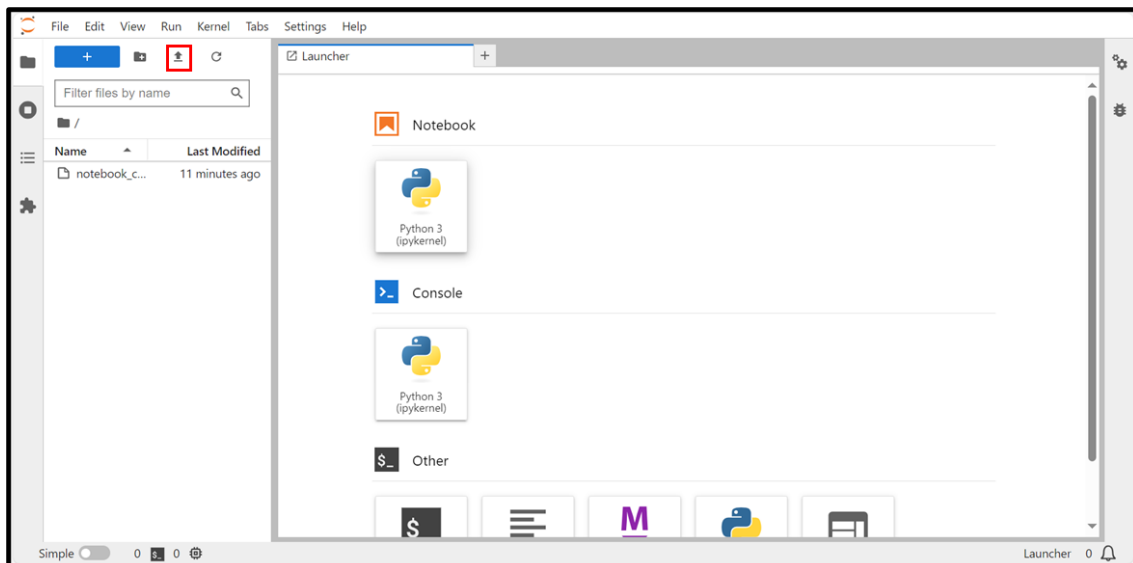 File Edit View Run Kernel Tabs Settings Help
+
Launcher +
Filter files by name
/
Name Last Modified
notebook_c... 11 minutes ago
Notebook
Python 3
(ipykernel)
>_ Console
Python 3
(ipykernel)
$_ Other
$ M
Simple 0 $_ 0 Launcher 0